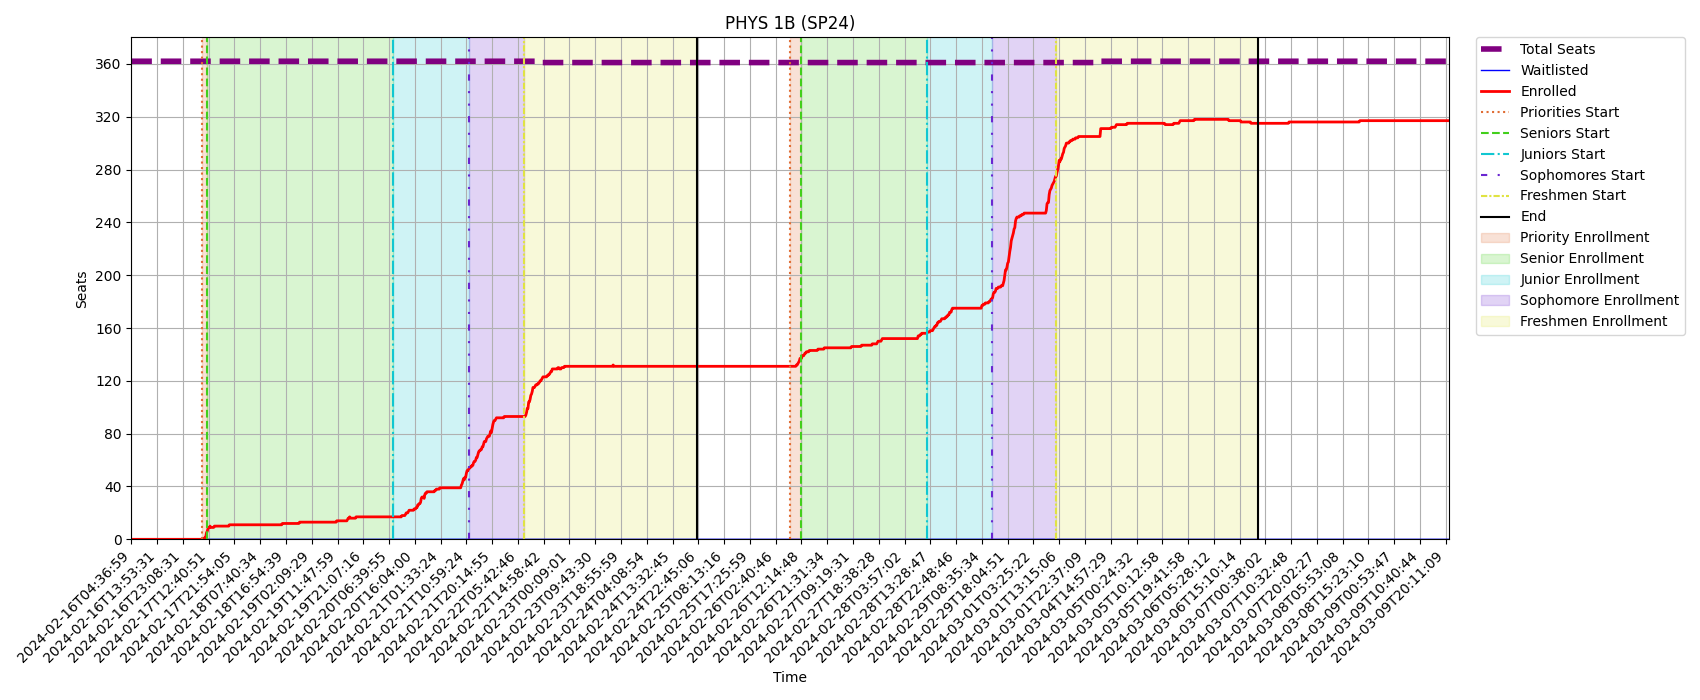 PHYS 1B (SP24)
Seats
360
320
280
240
200
160
120
80
40
0
2024-02-16T04:36:59
2024-02-16T13:53:31
2024-02-16T23:08:31
2024-02-17T12:40:51
2024-02-17T21:54:05
2024-02-18T07:40:34
2024-02-18T16:54:39
2024-02-19T02:09:29
2024-02-19T11:47:59
2024-02-19T21:07:16
2024-02-20T06:39:55
2024-02-20T16:04:00
2024-02-21T01:33:24
2024-02-21T10:59:24
2024-02-21T20:14:55
2024-02-22T05:42:46
2024-02-22T14:58:42
2024-02-23T00:09:01
2024-02-23T09:43:30
2024-02-23T18:55:59
2024-02-24T04:08:54
2024-02-24T13:32:45
2024-02-24T22:45:06
2024-02-25T08:13:16
2024-02-25T17:25:59
2024-02-26T02:40:46
2024-02-26T12:14:48
2024-02-26T21:31:34
2024-02-27T09:19:31
2024-02-27T18:38:28
2024-02-28T03:57:02
2024-02-28T13:28:47
2024-02-28T22:48:46
2024-02-29T08:35:34
2024-02-29T18:04:51
2024-03-01T03:25:22
2024-03-01T13:15:06
2024-03-01T22:37:09
2024-03-04T14:57:29
2024-03-05T00:24:32
2024-03-05T10:12:58
2024-03-05T19:41:58
2024-03-06T05:28:12
2024-03-06T15:10:14
2024-03-07T00:38:02
2024-03-07T10:32:48
2024-03-07T20:02:27
2024-03-08T05:53:08
2024-03-08T15:23:10
2024-03-09T00:53:47
2024-03-09T10:40:44
2024-03-09T20:11:09
Time
Total Seats
Waitlisted
Enrolled
Priorities Start
Seniors Start
Juniors Start
Sophomores Start
Freshmen Start
End
Priority Enrollment
Senior Enrollment
Junior Enrollment
Sophomore Enrollment
Freshmen Enrollment